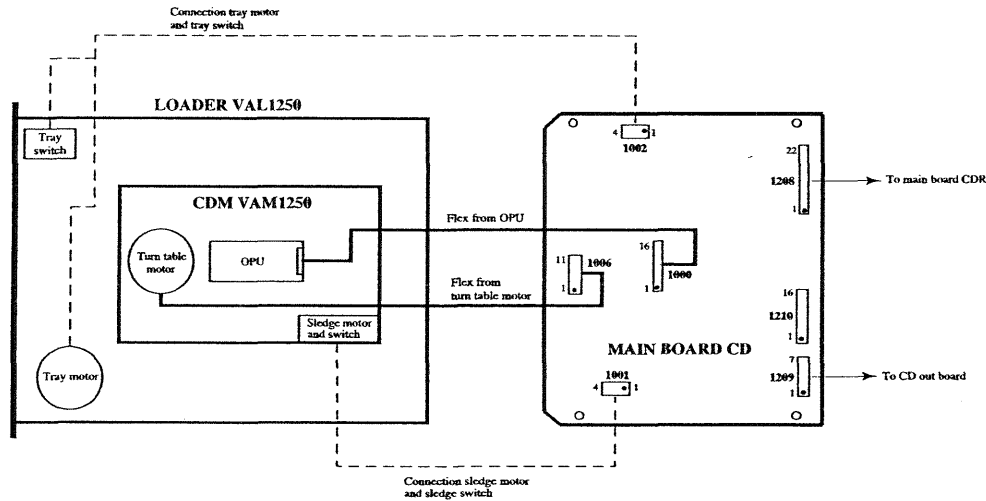 Connection tray motor
and tray switch
LOADER VAL1250
Tray
switch
4 1
1002
22
1208
1
To main board CDR
CDM VAM1250
Turn table
motor
OPU
Flex from OPU
Flex from
turn table motor
11
1006
1
16
1000
1
Sledge motor
and switch
16
1210
1
MAIN BOARD CD
Tray motor
1001
4 1
7
1209
1
To CD out board
Connection sledge motor
and sledge switch